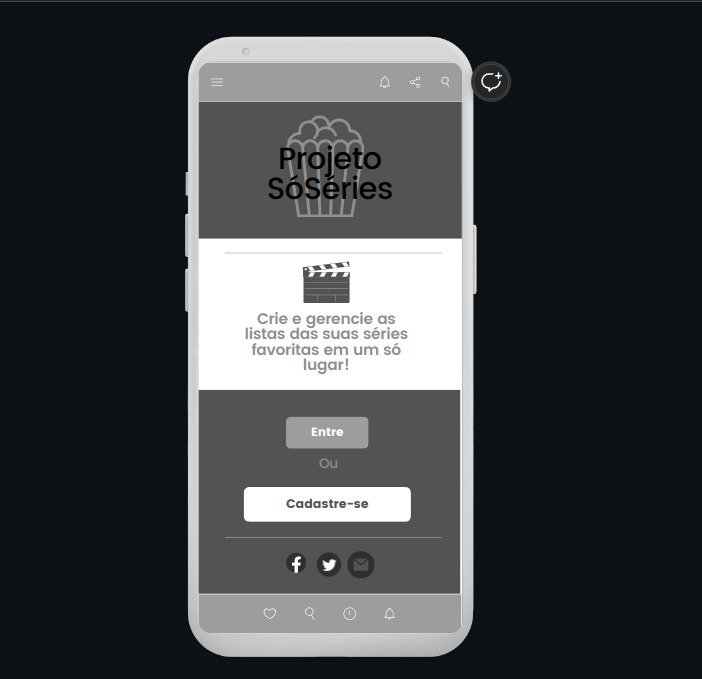 Projeto
SóSéries
Crie e gerencie as
listas das suas séries
favoritas em um só
lugar!
Entre
Ou
Cadastre-se